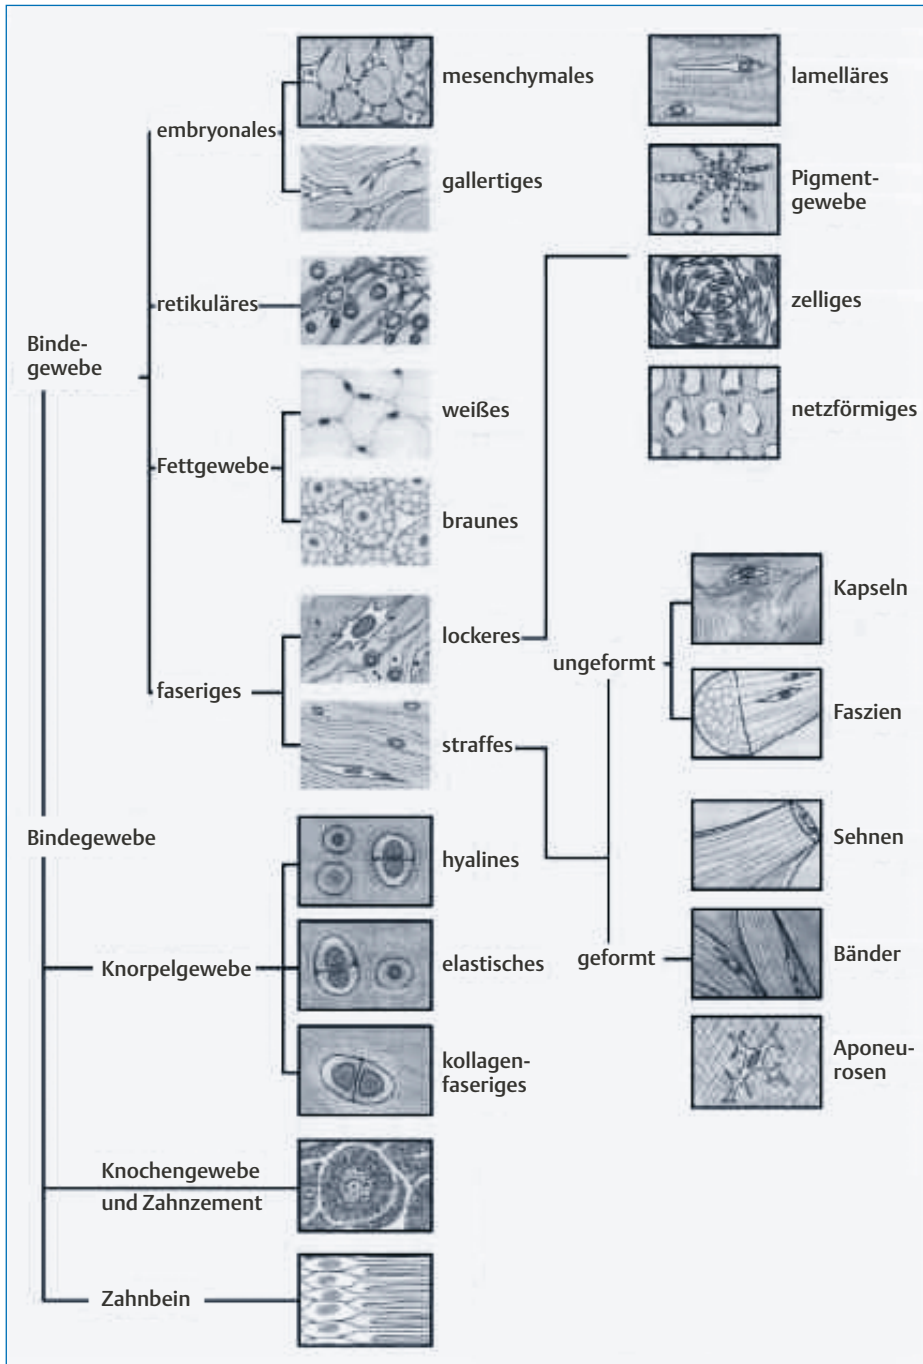 mesenchymales
embryonales
gallertiges
retikuläres
Binde-
gewebe
weißes
Fettgewebe
braunes
lockeres
faseriges
straffes
Bindegewebe
hyalines
Knorpelgewebe
elastisches
kollagen-
faseriges
Knochengewebe
und Zahnzement
Zahnbein
lamelläres
Pigment-
gewebe
zelliges
netzförmiges
ungeformt
Kapseln
Faszien
Sehnen
geformt
Bänder
Aponeu-
rosen